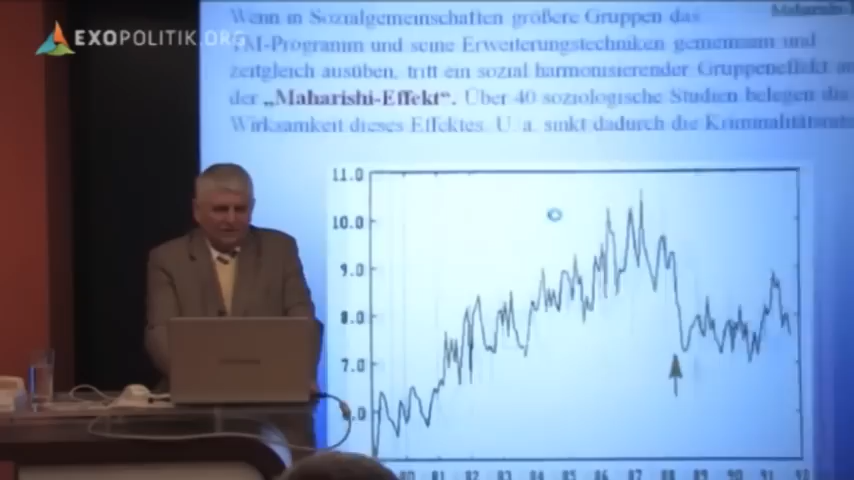 EXOPOLITIK.ORG
Wenn in Sozialgemeinschaften größere Gruppen das
TM-Programm und seine Erweiterungstechniken gemeinsam und
zeitgleich ausüben, tritt ein sozial harmonisierender Gruppeneffekt
der „Maharishi-Effekt“. Über 40 soziologische Studien belegen die
Wirksamkeit dieses Effektes. U. a. sinkt dadurch die Kriminalitätsrate
11.0
10.0
9.0
8.0
7.0
80 81 82 83 84 85 86 87 88 89 90 91 92